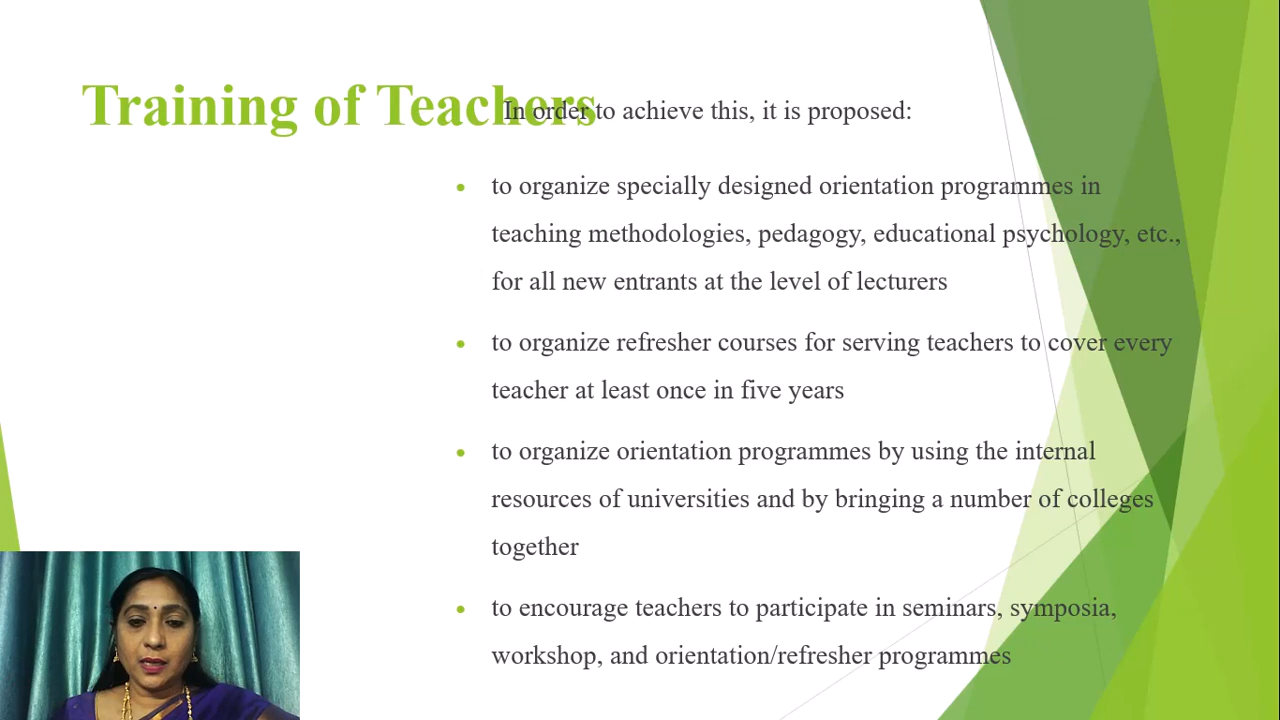 Training of Teachers
In order to achieve this, it is proposed:
• to organize specially designed orientation programmes in
teaching methodologies, pedagogy, educational psychology, etc.,
for all new entrants at the level of lecturers
• to organize refresher courses for serving teachers to cover every
teacher at least once in five years
• to organize orientation programmes by using the internal
resources of universities and by bringing a number of colleges
together
• to encourage teachers to participate in seminars, symposia,
workshop, and orientation/refresher programmes